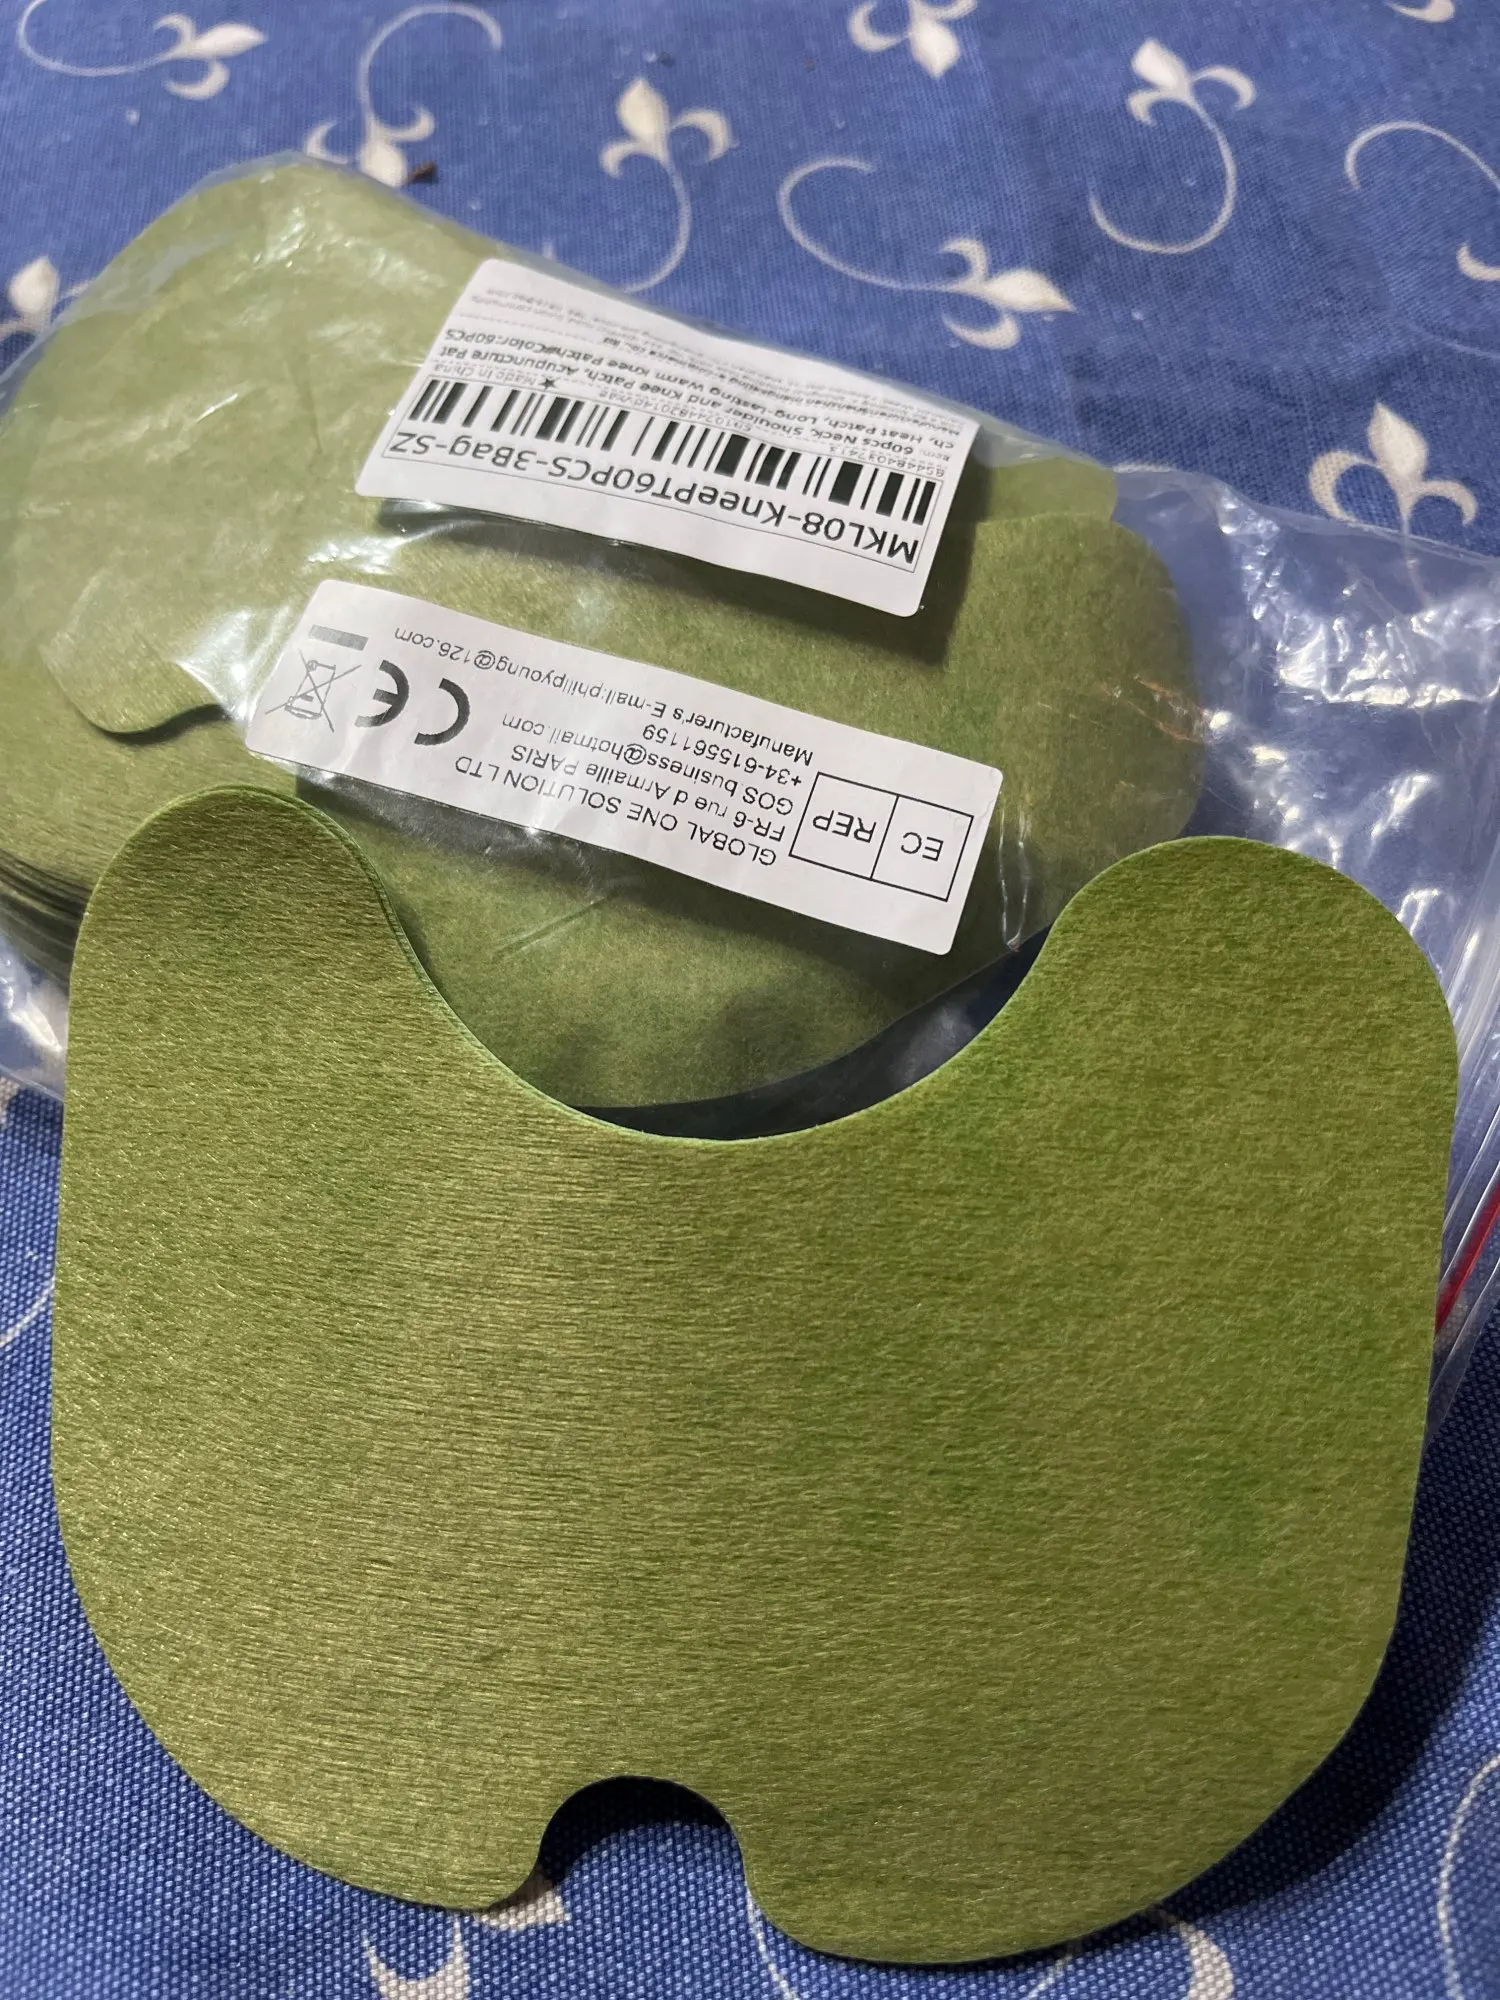 MKL08-KneePT60PCS-3Bag-SZ
854484037413
Made In China
Item: 60pcs Neck, Shoulder and Knee Patch, Acupuncture Pat
ch, Heat Patch, Long-lasting Warm Knee Patch#Color:60PCS
EC REP
GLOBAL ONE SOLUTION LTD
FR-6 rue d Armaille PARIS
GOS business@hotmail.com
+34-615561159
Manufacturer's E-mail:philipyoung@126.com
CE